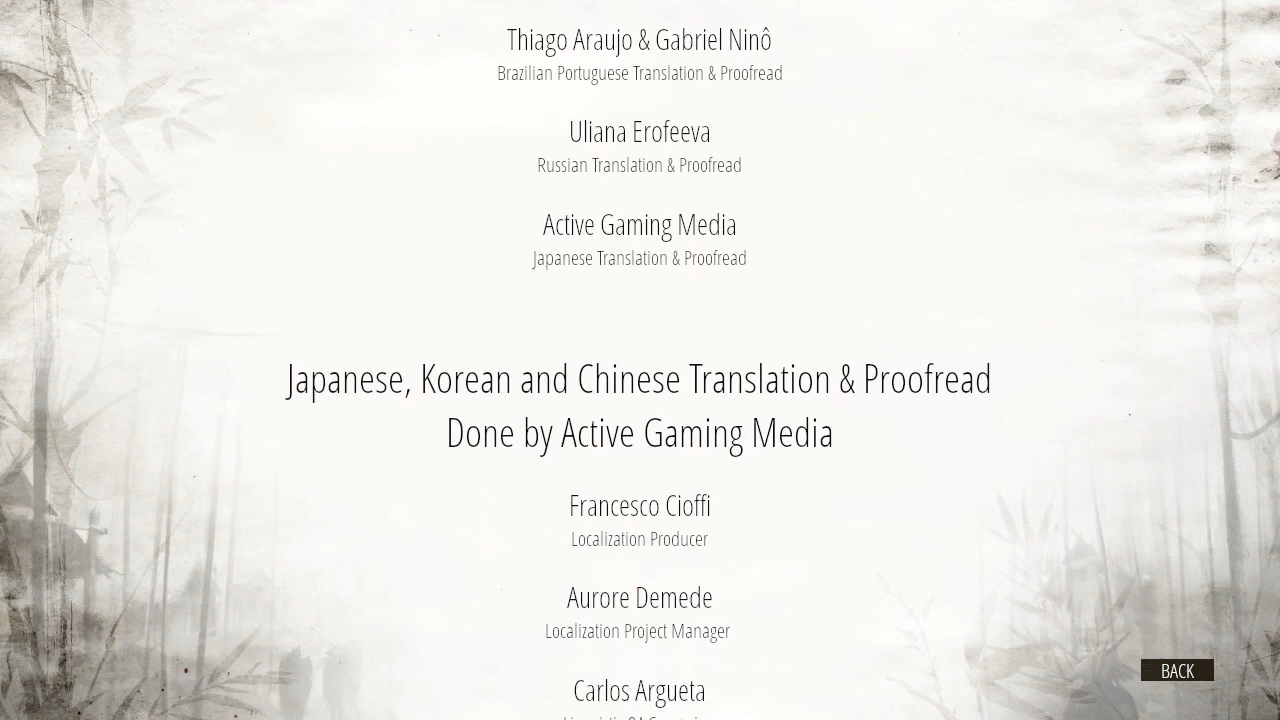 Thiago Araujo & Gabriel Ninô
Brazilian Portuguese Translation & Proofread
Uliana Erofeeva
Russian Translation & Proofread
Active Gaming Media
Japanese Translation & Proofread
Japanese, Korean and Chinese Translation & Proofread
Done by Active Gaming Media
Francesco Cioffi
Localization Producer
Aurore Demede
Localization Project Manager
BACK
Carlos Argueta